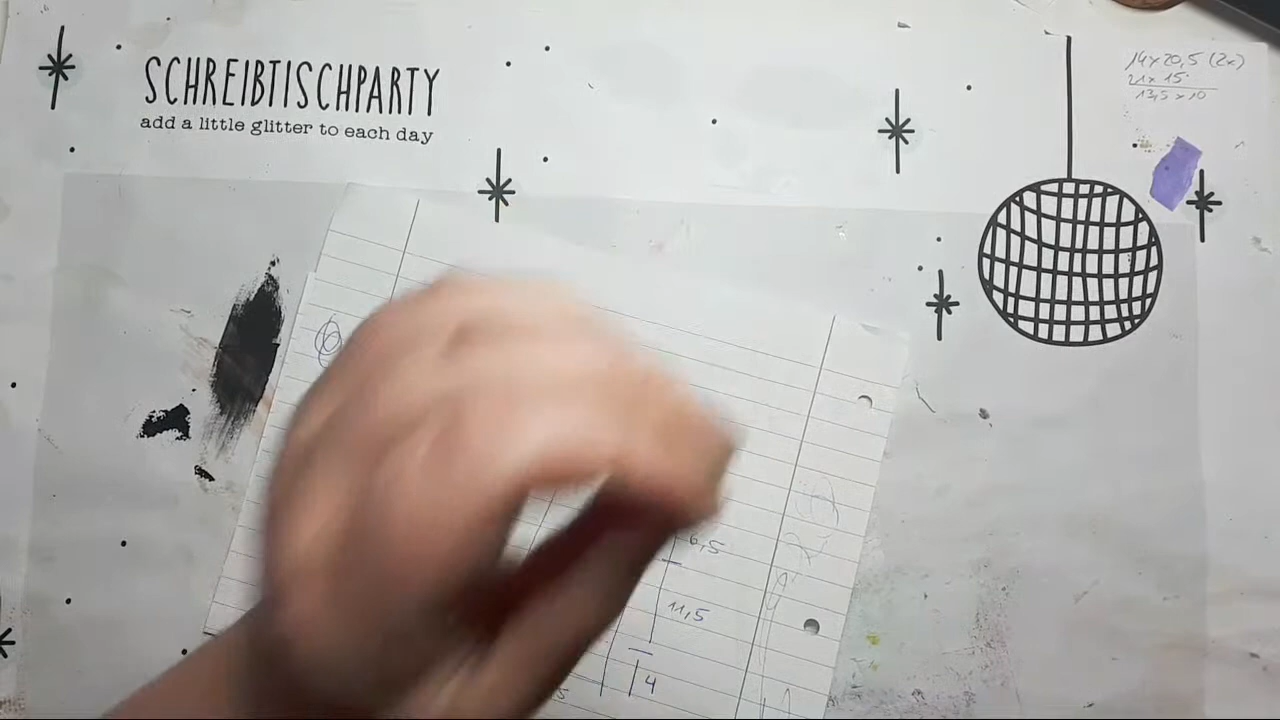 SCHREIBTISCHPARTY
add a little glitter to each day
14x20,5 (2x)
21x15
13,5x10
6,5
11,5
4